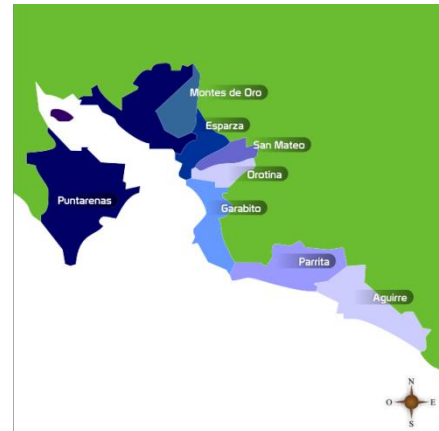 Montes de Oro
Esparza
San Mateo
Orotina
Puntarenas
Garabito
Parrita
Aguirre
N
O E
S